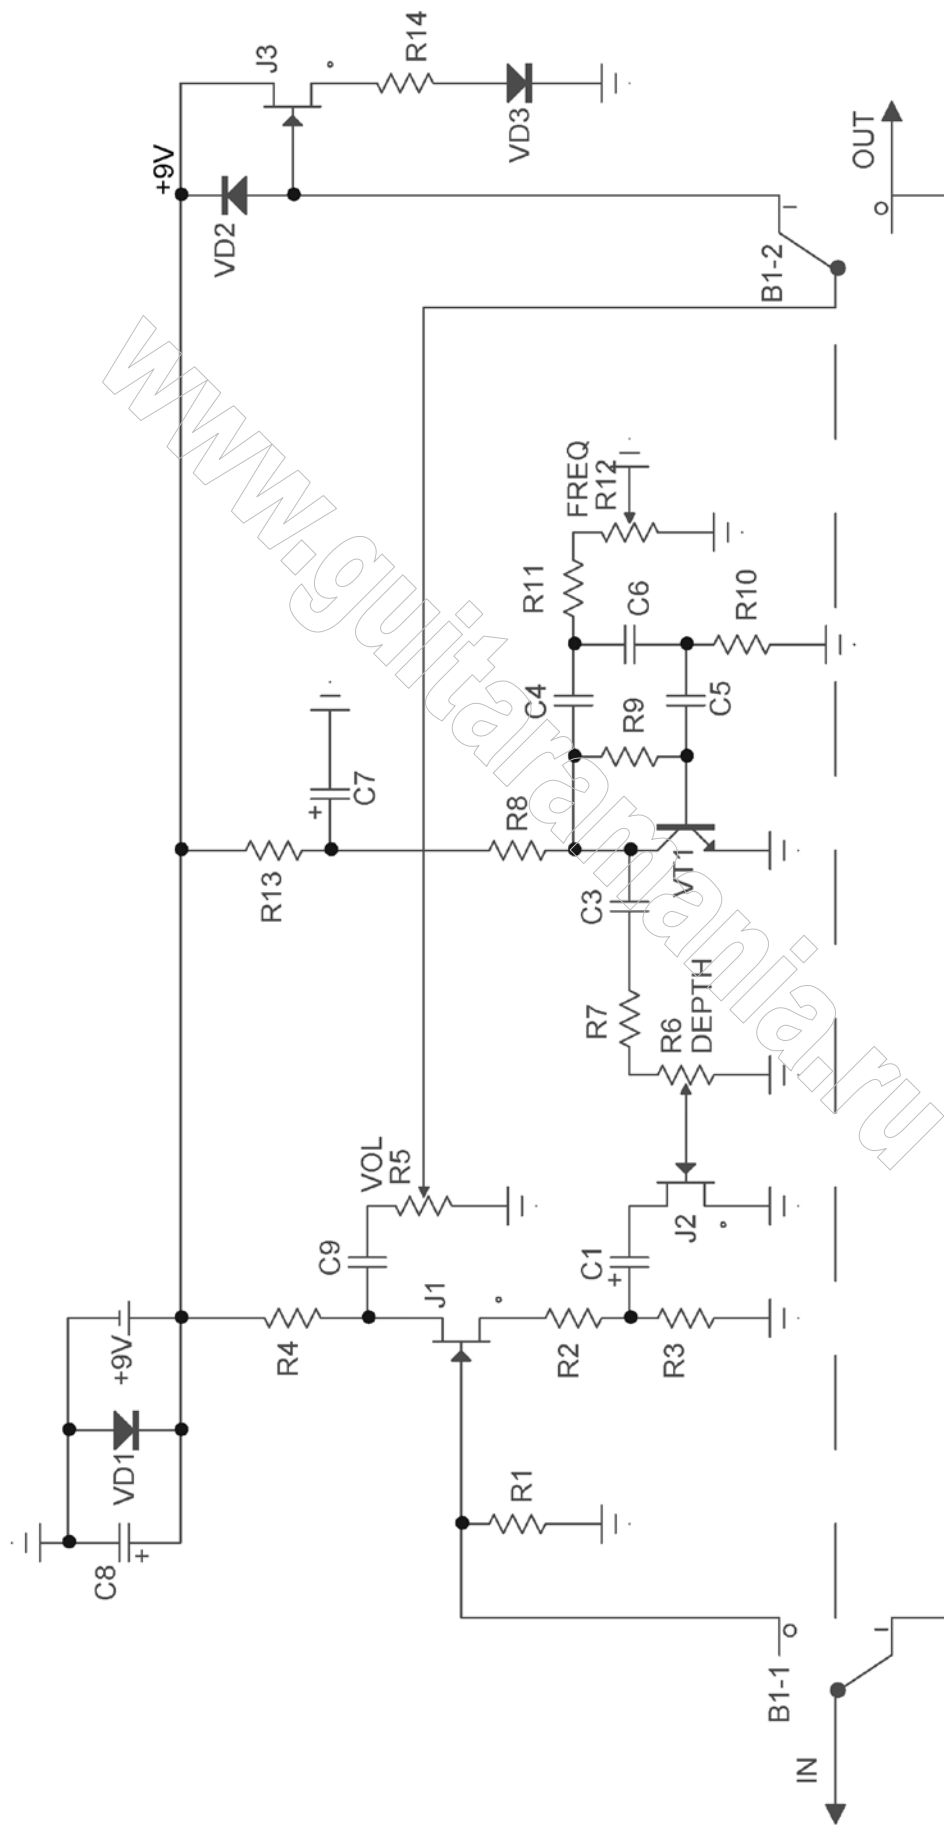 C8
+
VD1
+9V
R4
C9
VOL
R5
J1
R1
R2
R3
C1
+
J2
R6
DEPTH
R7
C3
VT1
R13
C7
+
R8
C4
R9
C5
R11
C6
R10
FREQ
R12
+9V
VD2
J3
R14
VD3
B1-1
IN
B1-2
OUT
www.guitaramania.ru